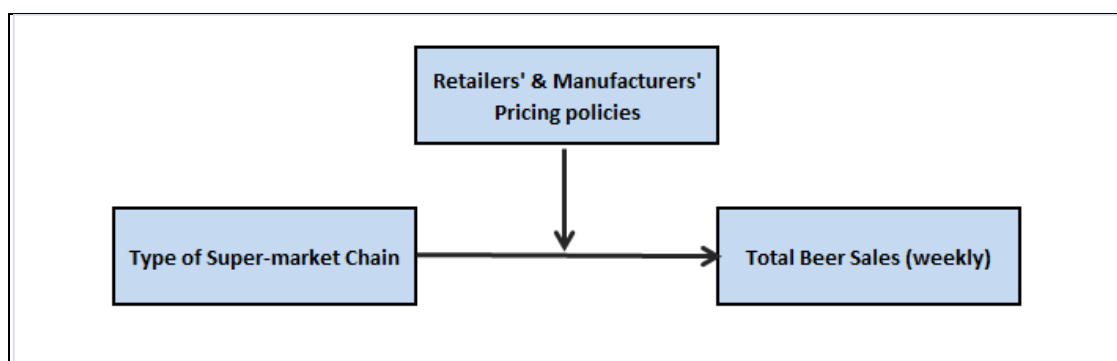 Retailers' & Manufacturers'
Pricing policies
Type of Super-market Chain
Total Beer Sales (weekly)